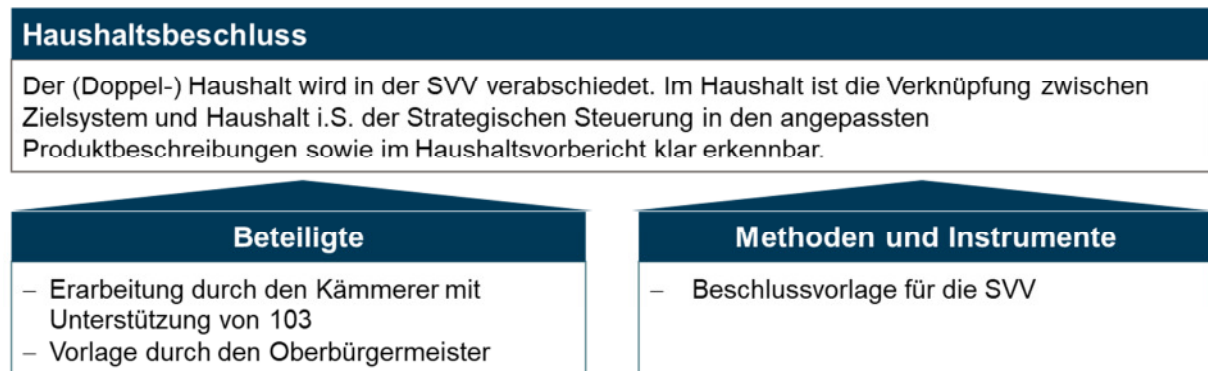 Haushaltsbeschluss
Der (Doppel-) Haushalt wird in der SVV verabschiedet. Im Haushalt ist die Verknüpfung zwischen
Zielsystem und Haushalt i.S. der Strategischen Steuerung in den angepassten
Produktbeschreibungen sowie im Haushaltsvorbericht klar erkennbar.
Beteiligte
– Erarbeitung durch den Kämmerer mit
Unterstützung von 103
– Vorlage durch den Oberbürgermeister
Methoden und Instrumente
– Beschlussvorlage für die SVV